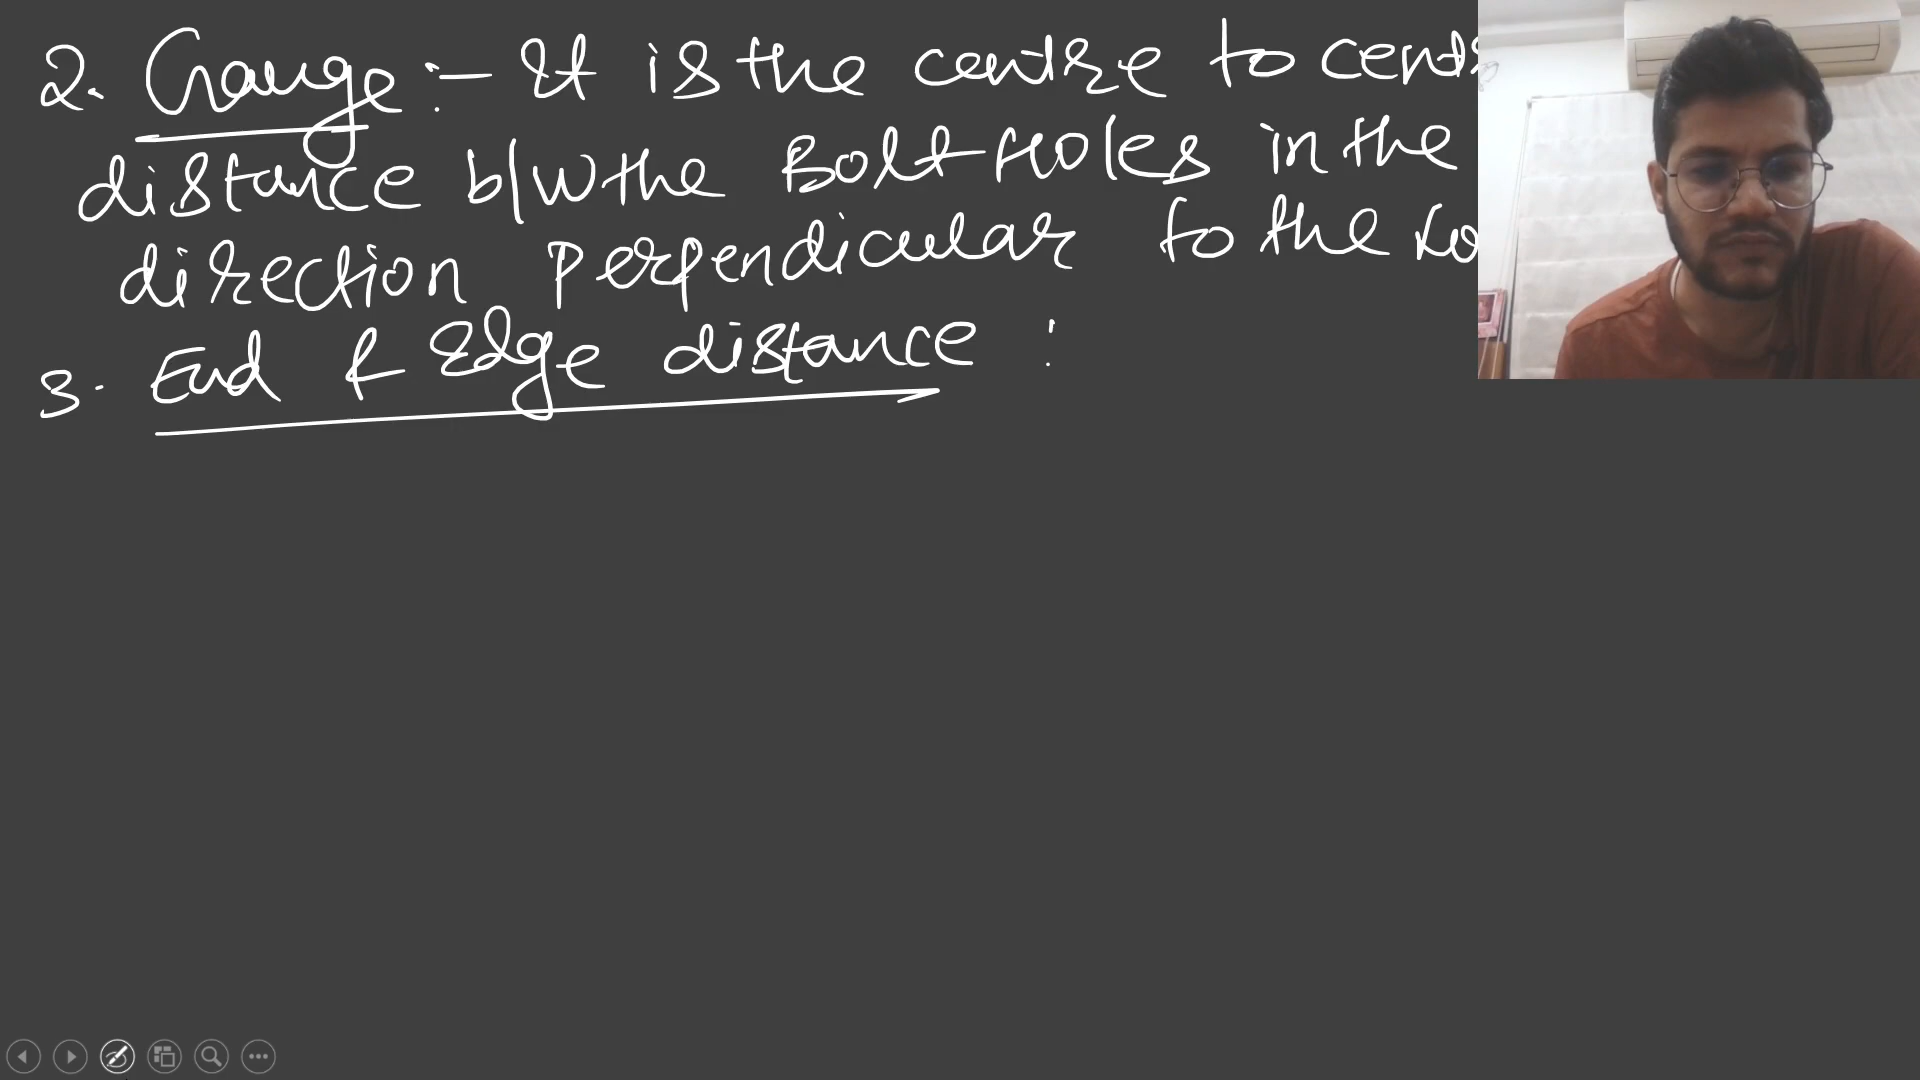 2. Gauge :- It is the centre to cent
distance b/w the Bolt Holes in the
direction perpendicular to the lo
3. End & Edge distance :